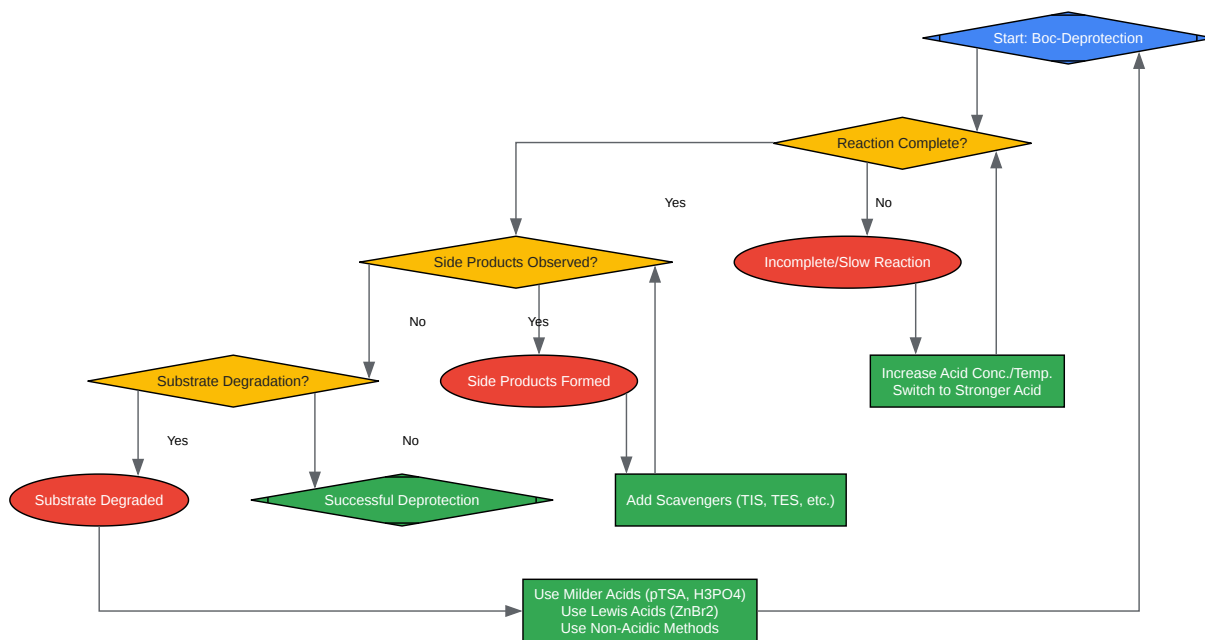 Start: Boc-Deprotection
Reaction Complete?
Yes
No
Side Products Observed?
Incomplete/Slow Reaction
No
Yes
Substrate Degradation?
Side Products Formed
Increase Acid Conc./Temp.
Switch to Stronger Acid
Yes
No
Substrate Degraded
Successful Deprotection
Add Scavengers (TIS, TES, etc.)
Use Milder Acids (pTSA, H3PO4)
Use Lewis Acids (ZnBr2)
Use Non-Acidic Methods